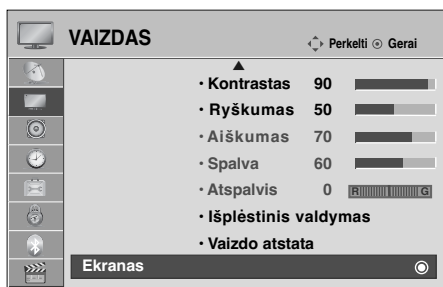 VAIZDAS
Perkelti Gerai
• Kontrastas 90
• Ryškumas 50
• Aiškumas 70
• Spalva 60
• Atspalvis 0 R G
• Išplėstinis valdymas
• Vaizdo atstata
Ekranas